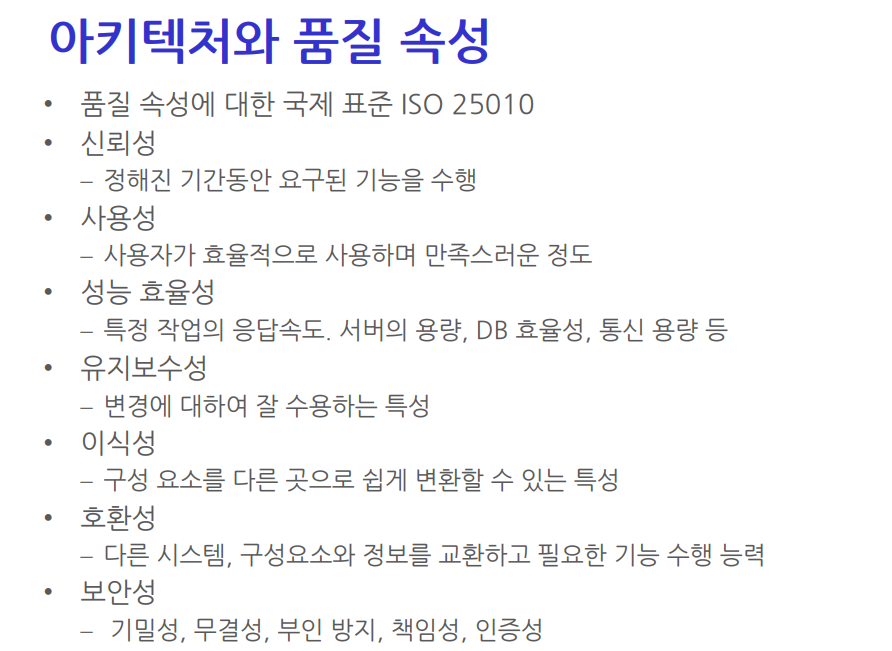 아키텍처와 품질 속성
• 품질 속성에 대한 국제 표준 ISO 25010
• 신뢰성
– 정해진 기간동안 요구된 기능을 수행
• 사용성
– 사용자가 효율적으로 사용하며 만족스러운 정도
• 성능 효율성
– 특정 작업의 응답속도. 서버의 용량, DB 효율성, 통신 용량 등
• 유지보수성
– 변경에 대하여 잘 수용하는 특성
• 이식성
– 구성 요소를 다른 곳으로 쉽게 변환할 수 있는 특성
• 호환성
– 다른 시스템, 구성요소와 정보를 교환하고 필요한 기능 수행 능력
• 보안성
– 기밀성, 무결성, 부인 방지, 책임성, 인증성